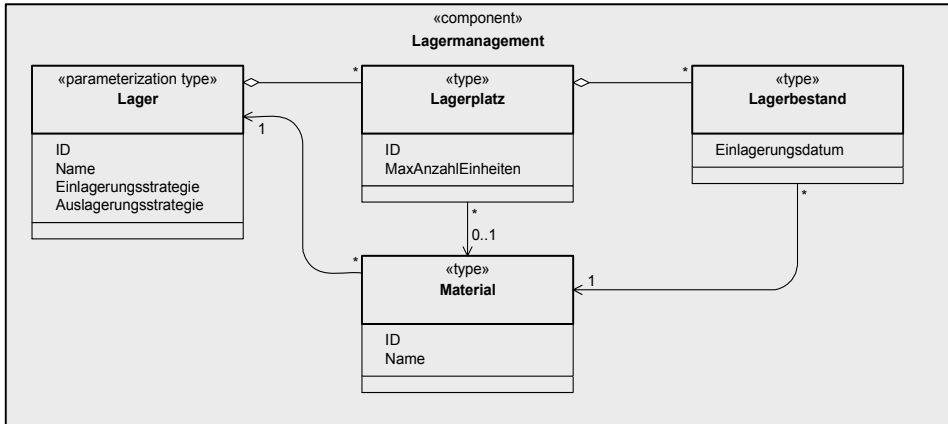 «component»
Lagermanagement
«parameterization type»
Lager
ID
Name
Einlagerungsstrategie
Auslagerungsstrategie
*
«type»
Lagerplatz
ID
MaxAnzahlEinheiten
*
«type»
Lagerbestand
Einlagerungsdatum
1
*
0..1
*
*
1
«type»
Material
ID
Name